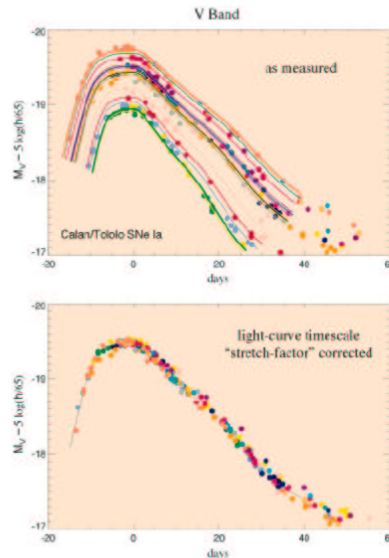 V Band
-20
as measured
-19
M_V – 5 log(h/65)
-18
Calan/Tololo SNe Ia
-17
-20 0 20 40 60
days
-20
light-curve timescale
"stretch-factor" corrected
-19
M_V – 5 log(h/65)
-18
-17
-20 0 20 40 60
days